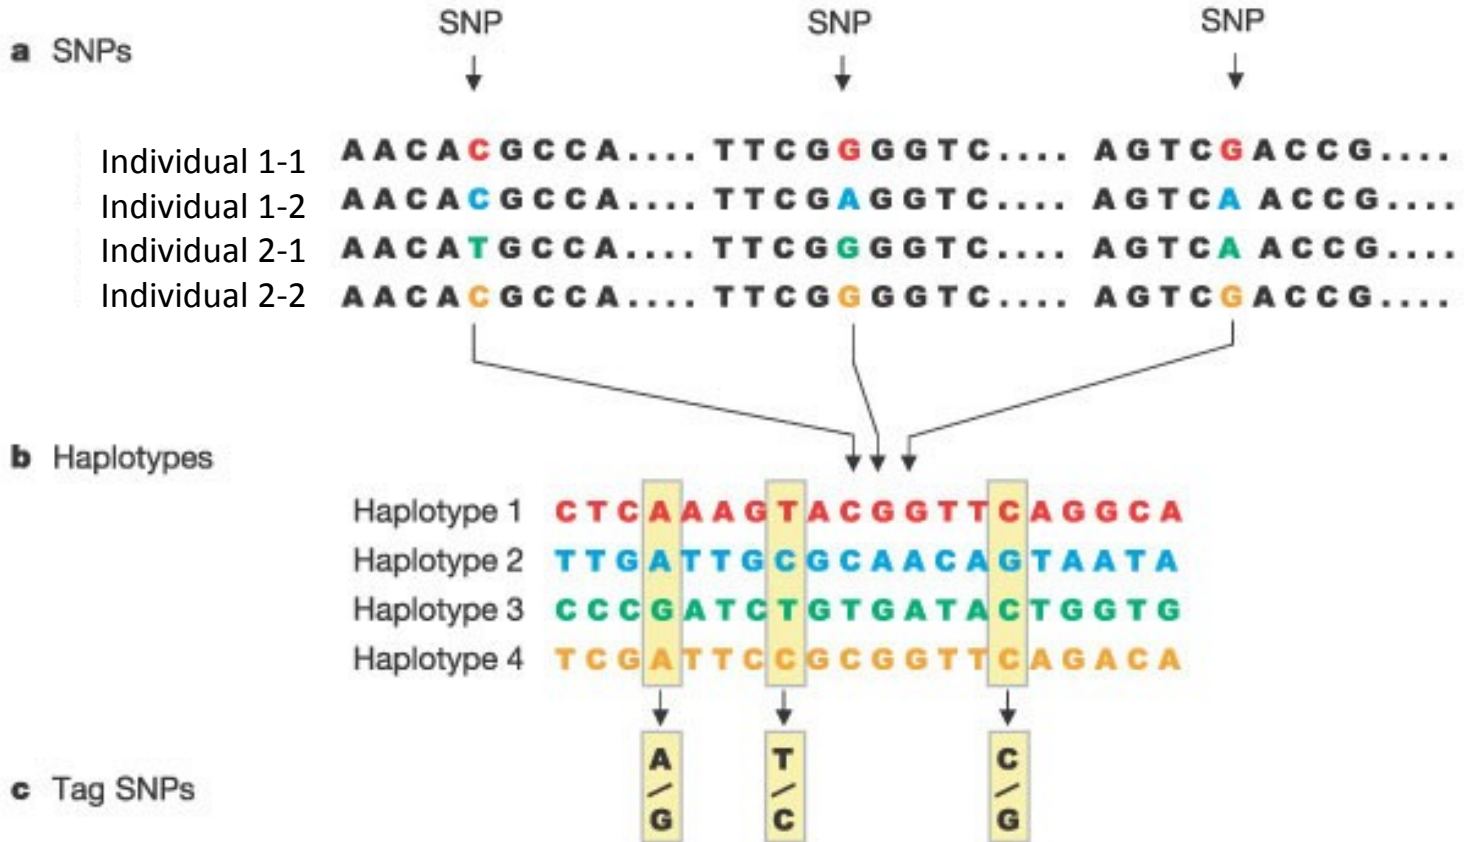 SNP SNP SNP
a SNPs
Individual 1-1 AACACGCCA.... TTCGGGGTC.... AGTCGACCG....
Individual 1-2 AACACGCCA.... TTCGAGGTC.... AGTCAACCG....
Individual 2-1 AACATGCCA.... TTCGGGGTC.... AGTCAACCG....
Individual 2-2 AACACGCCA.... TTCGGGGTC.... AGTCGACCG....
b Haplotypes
Haplotype 1 CTCAAAGTACGGTTCAGGCA
Haplotype 2 TTGATTGCGCAACAGTAATA
Haplotype 3 CCCGATCTGTGATACTGGTG
Haplotype 4 TCGATTCCGCGGTTCAGACA
A T C
/ / /
G C G
c Tag SNPs